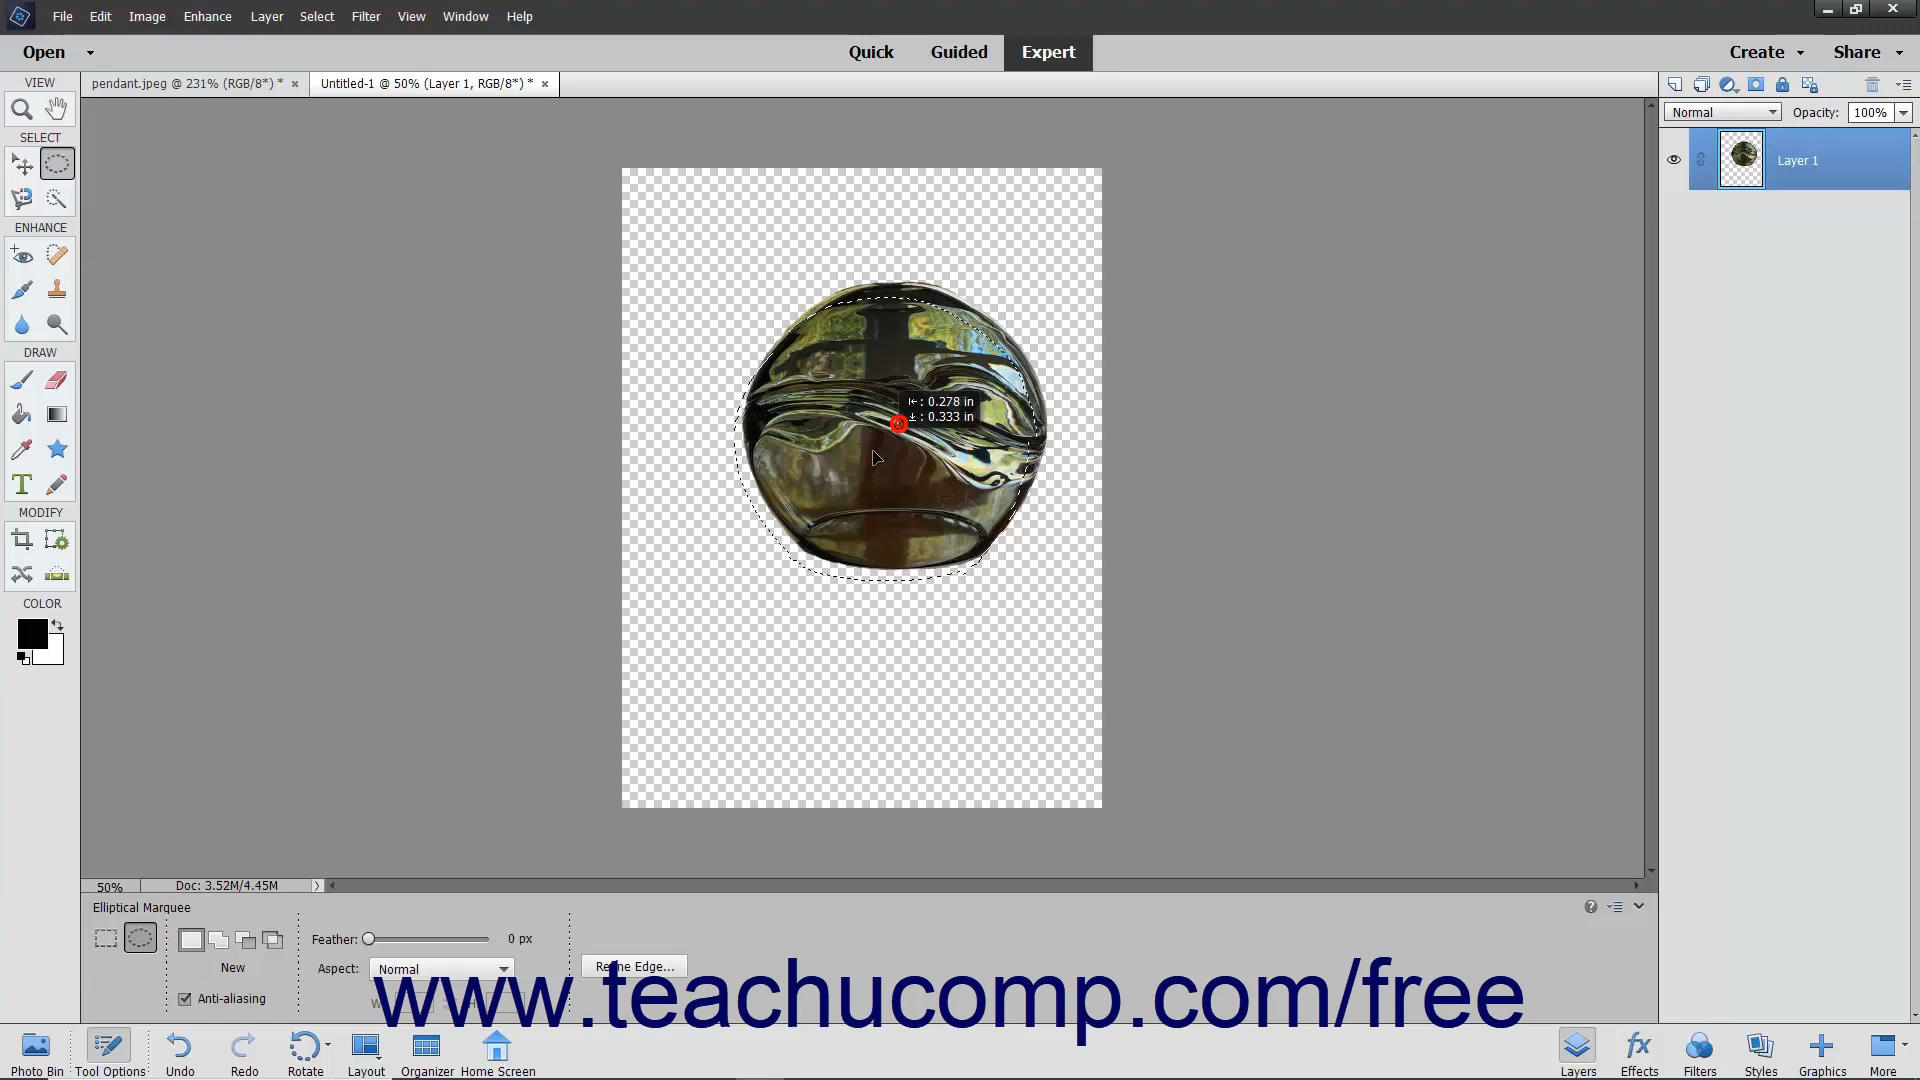 File Edit Image Enhance Layer Select Filter View Window Help
Open Quick Guided Expert Create Share
VIEW
pendant.jpeg @ 231% (RGB/8*) * × Untitled-1 @ 50% (Layer 1, RGB/8*) * ×
Normal Opacity: 100%
SELECT
Layer 1
ENHANCE
DRAW
: 0.278 in
: 0.333 in
MODIFY
COLOR
50% Doc: 3.52M/4.45M
Elliptical Marquee
Feather: 0 px
New
Aspect: Normal
Refine Edge...
Anti-aliasing
www.teachucomp.com/free
Photo Bin Tool Options Undo Redo Rotate Layout Organizer Home Screen Layers Effects Filters Styles Graphics More